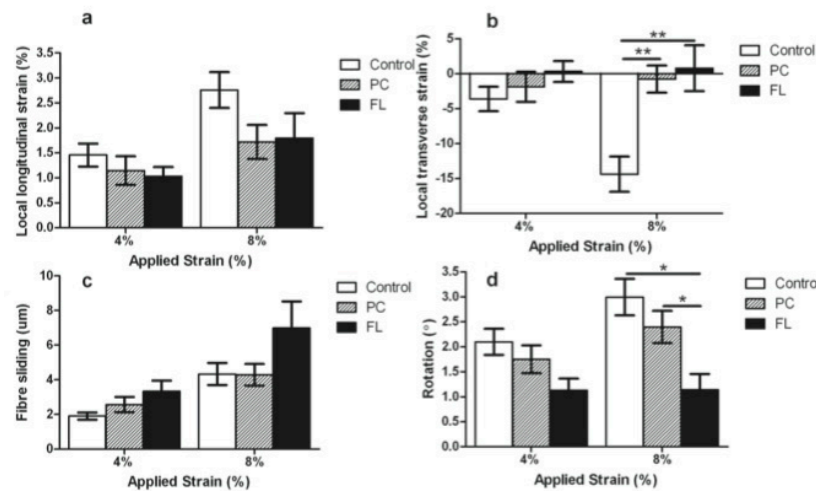 a
Local longitudinal strain (%)
3.5
3.0
2.5
2.0
1.5
1.0
0.5
0.0
4%
8%
Applied Strain (%)
Control
PC
FL
b
Local transverse strain (%)
5
0
-5
-10
-15
-20
**
**
4%
8%
Applied Strain (%)
Control
PC
FL
c
Fibre sliding (um)
10
8
6
4
2
0
4%
8%
Applied Strain (%)
Control
PC
FL
d
Rotation (°)
3.5
3.0
2.5
2.0
1.5
1.0
0.5
0.0
*
*
4%
8%
Applied Strain (%)
Control
PC
FL